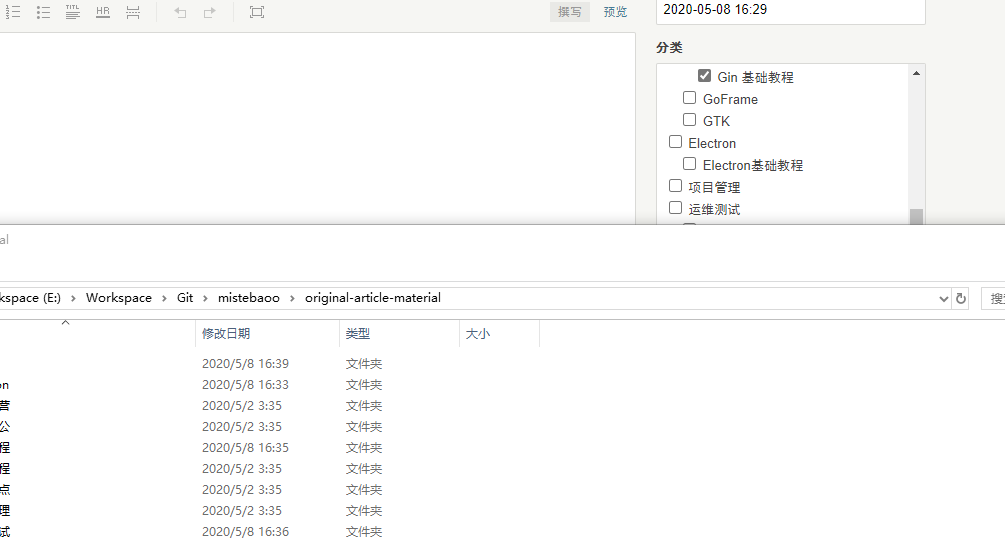 TITL HR 撰写 预览
2020-05-08 16:29
分类
Gin 基础教程
GoFrame
GTK
Electron
Electron基础教程
项目管理
运维测试
al
kspace (E:) › Workspace › Git › mistebaoo › original-article-material 搜
修改日期 类型 大小
2020/5/8 16:39 文件夹
on 2020/5/8 16:33 文件夹
营 2020/5/2 3:35 文件夹
公 2020/5/2 3:35 文件夹
程 2020/5/8 16:35 文件夹
程 2020/5/2 3:35 文件夹
点 2020/5/2 3:35 文件夹
理 2020/5/2 3:35 文件夹
试 2020/5/8 16:36 文件夹